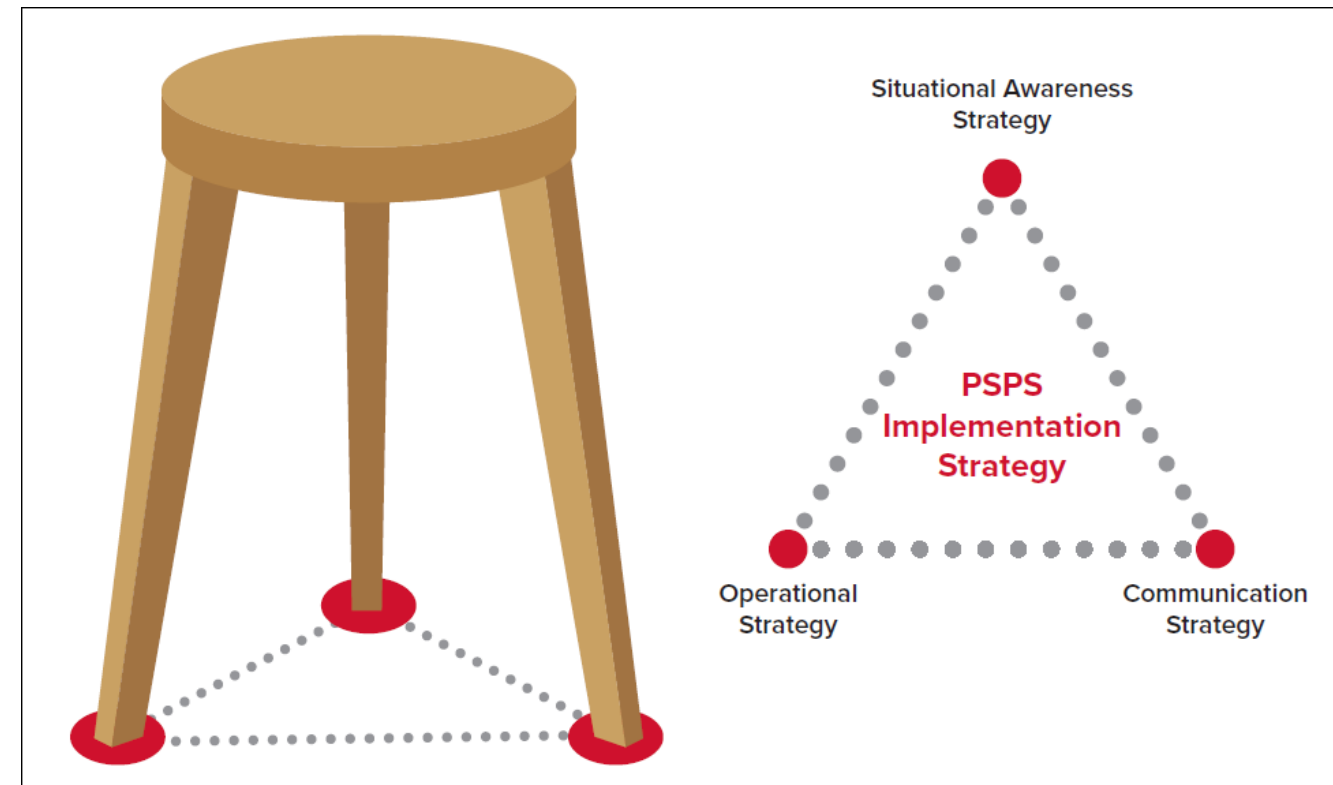 Situational Awareness
Strategy
PSPS
Implementation
Strategy
Operational
Strategy
Communication
Strategy